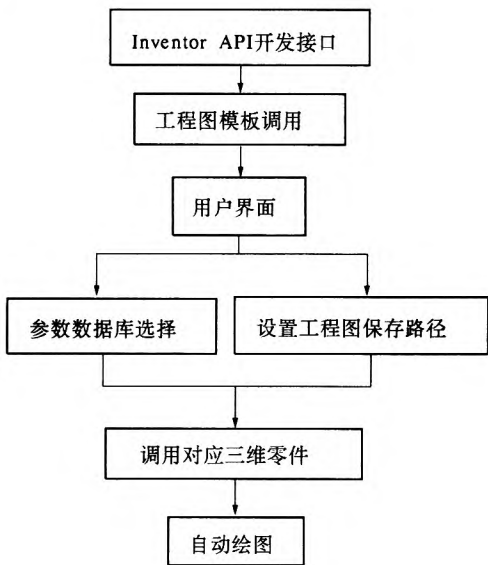 Inventor API开发接口
工程图模板调用
用户界面
参数数据库选择
设置工程图保存路径
调用对应三维零件
自动绘图